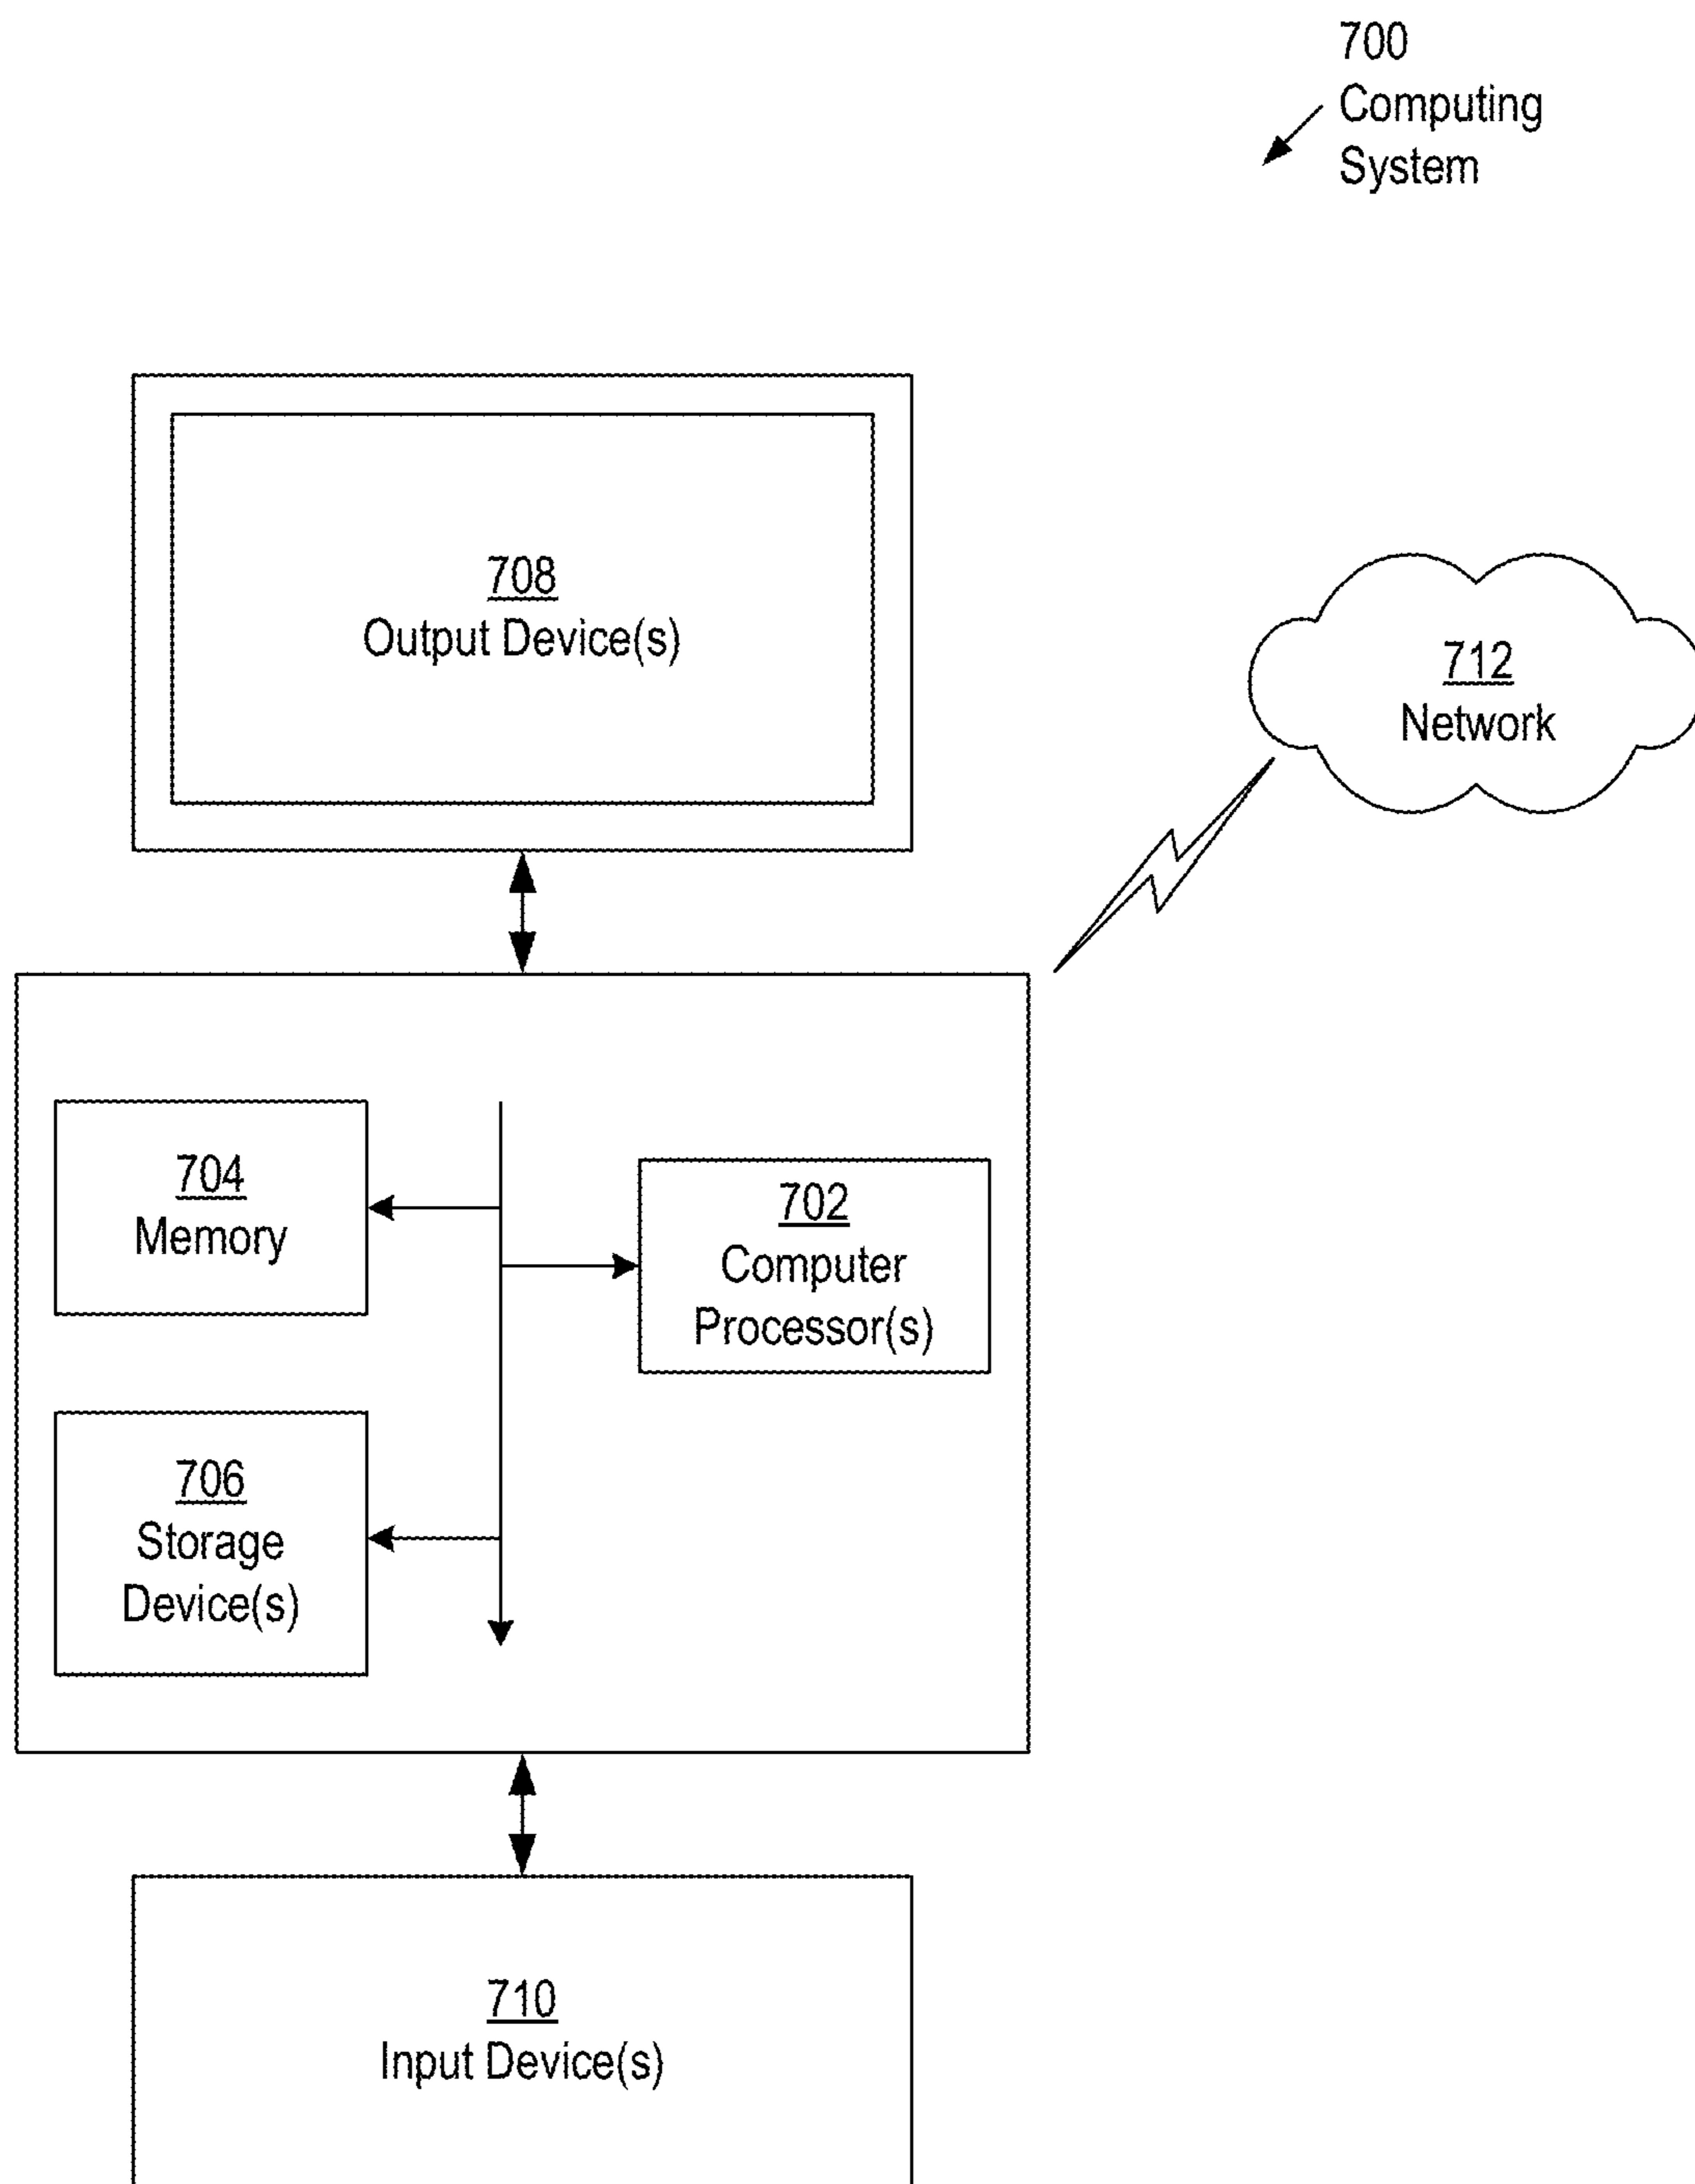 700
Computing
System
708
Output Device(s)
712
Network
704
Memory
702
Computer
Processor(s)
706
Storage
Device(s)
710
Input Device(s)